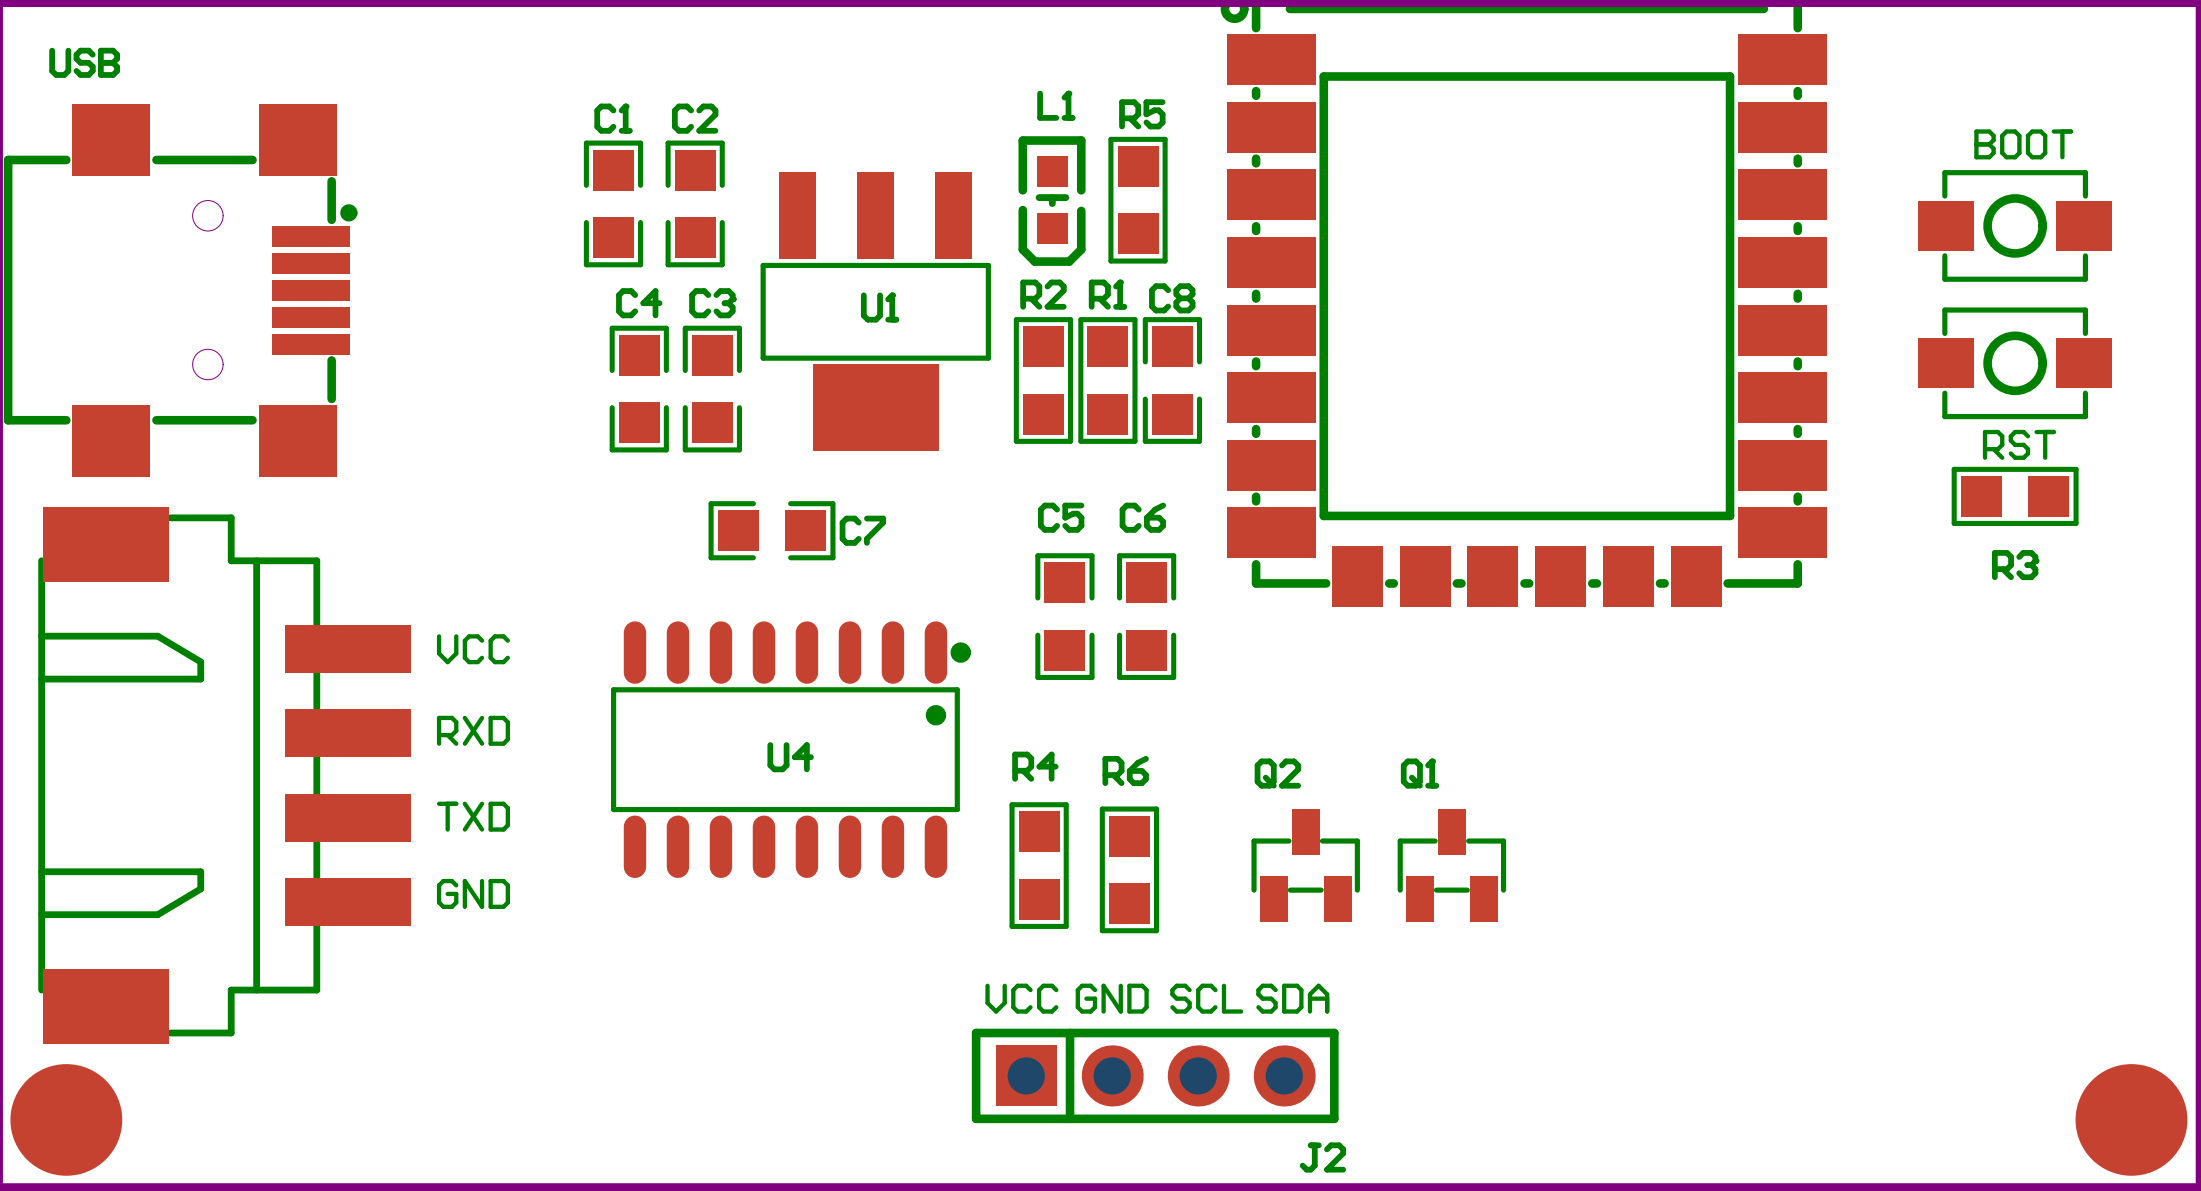 USB
C1 C2 L1 R5
BOOT
C4 C3 U1 R2 R1 C8
RST
C7 C5 C6
R3
VCC
RXD
TXD
GND
U4 R4 R6 Q2 Q1
VCC GND SCL SDA
J2